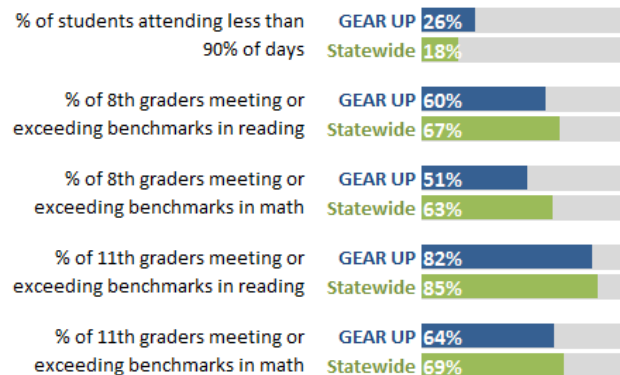 % of students attending less than GEAR UP 26%
90% of days Statewide 18%
% of 8th graders meeting or GEAR UP 60%
exceeding benchmarks in reading Statewide 67%
% of 8th graders meeting or GEAR UP 51%
exceeding benchmarks in math Statewide 63%
% of 11th graders meeting or GEAR UP 82%
exceeding benchmarks in reading Statewide 85%
% of 11th graders meeting or GEAR UP 64%
exceeding benchmarks in math Statewide 69%